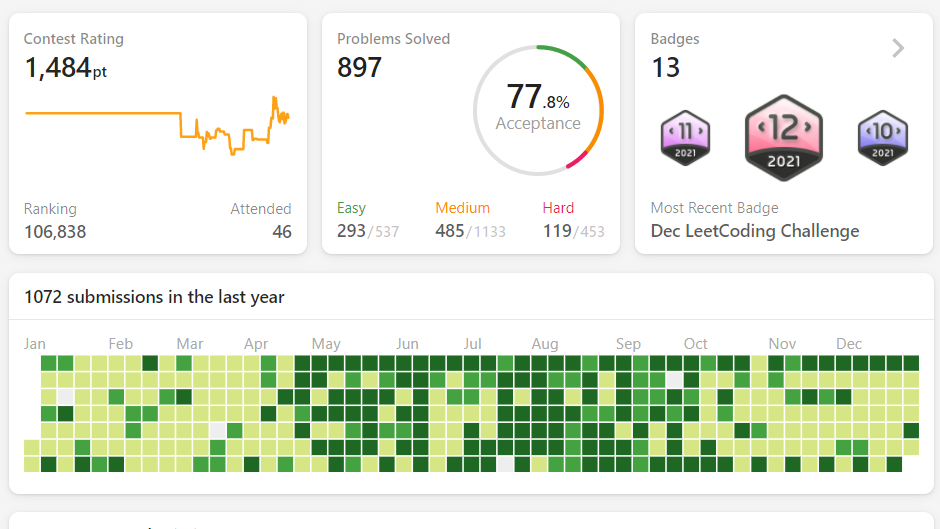 Contest Rating
1,484pt
Ranking
Attended
106,838
46
Problems Solved
897
77.8%
Acceptance
Easy
Medium
Hard
293/537
485/1133
119/453
Badges
13
<11>
2021
<12>
2021
<10>
2021
Most Recent Badge
Dec LeetCoding Challenge
1072 submissions in the last year
Jan Feb Mar Apr May Jun Jul Aug Sep Oct Nov Dec